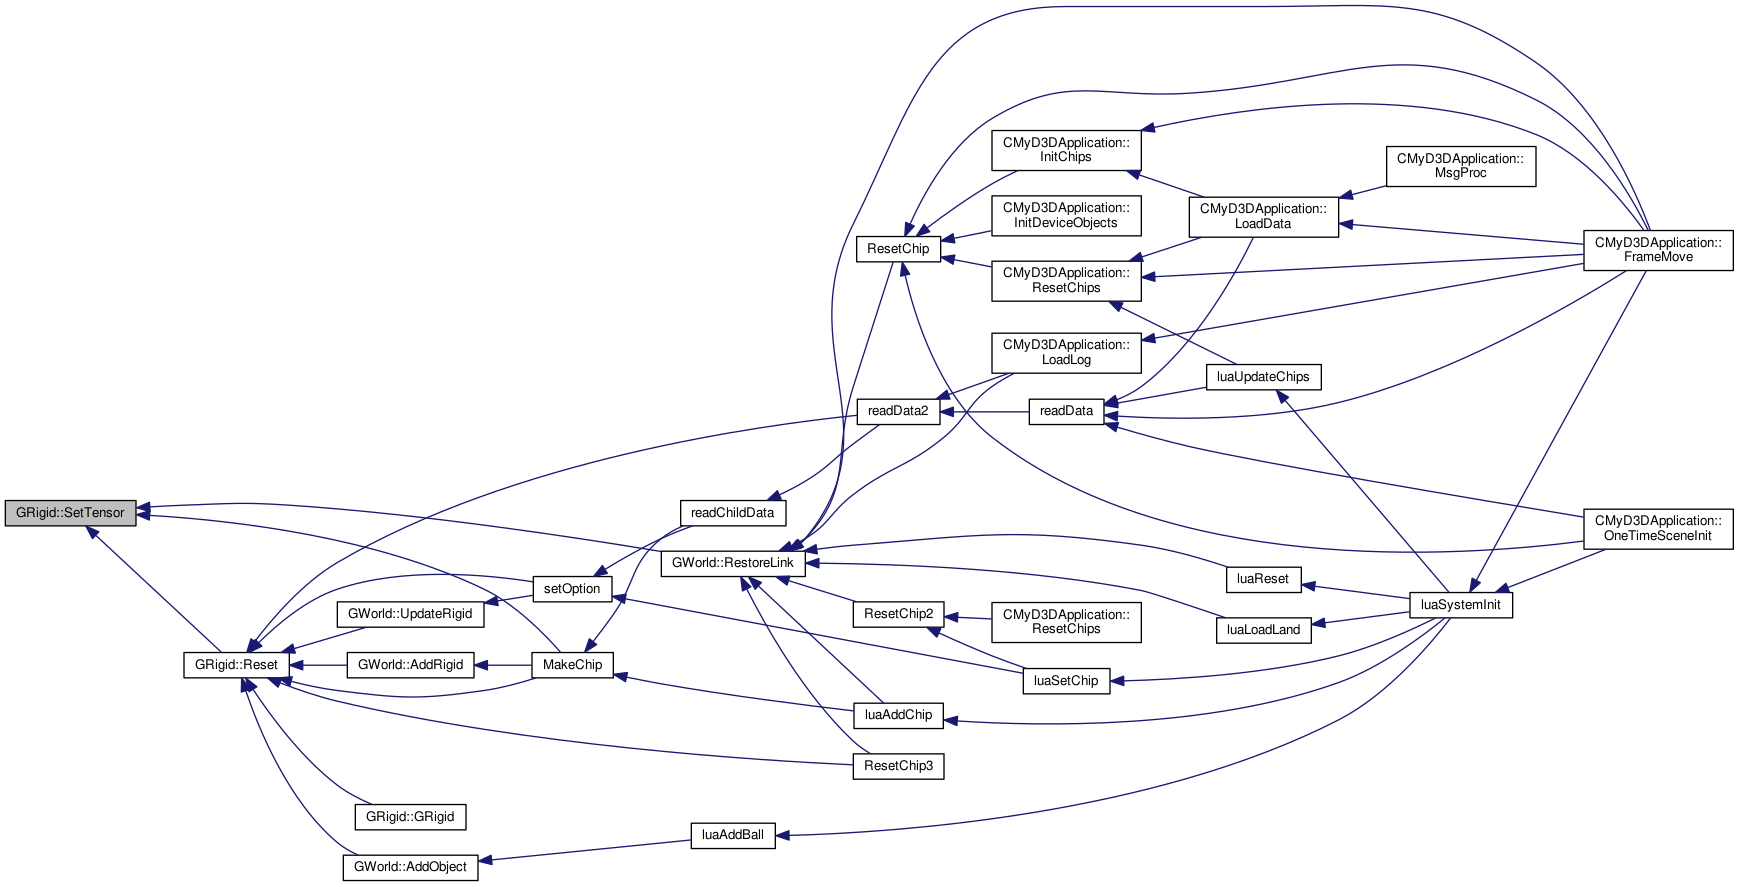 CMyD3DApplication::
InitChips
CMyD3DApplication::
MsgProc
CMyD3DApplication::
InitDeviceObjects
CMyD3DApplication::
LoadData
ResetChip
CMyD3DApplication::
FrameMove
CMyD3DApplication::
ResetChips
CMyD3DApplication::
LoadLog
luaUpdateChips
readData2
readData
GRigid::SetTensor
readChildData
CMyD3DApplication::
OneTimeSceneInit
GWorld::RestoreLink
luaReset
setOption
luaSystemInit
GWorld::UpdateRigid
ResetChip2
CMyD3DApplication::
ResetChips
luaLoadLand
GRigid::Reset
GWorld::AddRigid
MakeChip
luaSetChip
luaAddChip
ResetChip3
GRigid::GRigid
luaAddBall
GWorld::AddObject